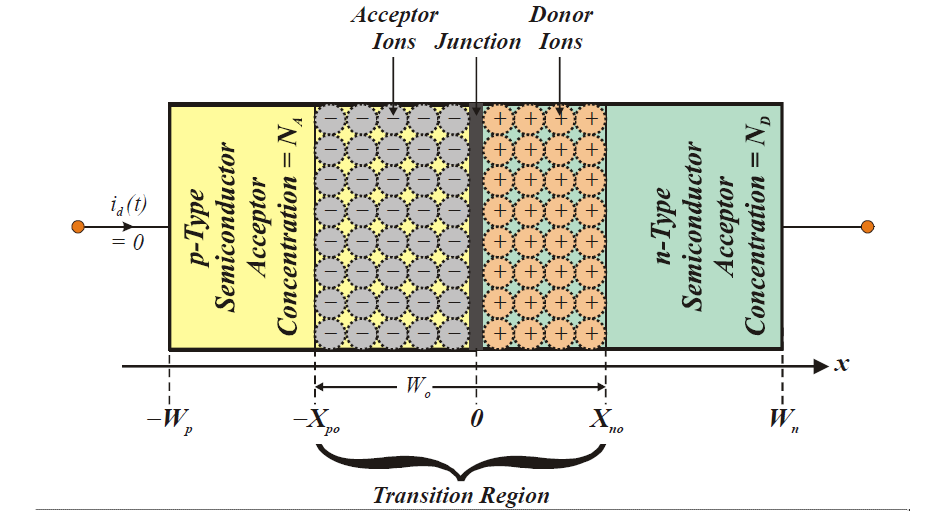 Acceptor
Ions
Junction
Donor
Ions
i_d(t)
= 0
p-Type
Semiconductor
Acceptor
Concentration = N_A
− − − − − + + + +
− − − − − + + + +
− − − − − + + + +
− − − − − + + + +
− − − − − + + + +
− − − − − + + + +
− − − − − + + + +
− − − − − + + + +
n-Type
Semiconductor
Acceptor
Concentration = N_D
x
W_o
−W_p
−X_po
0
X_no
W_n
Transition Region